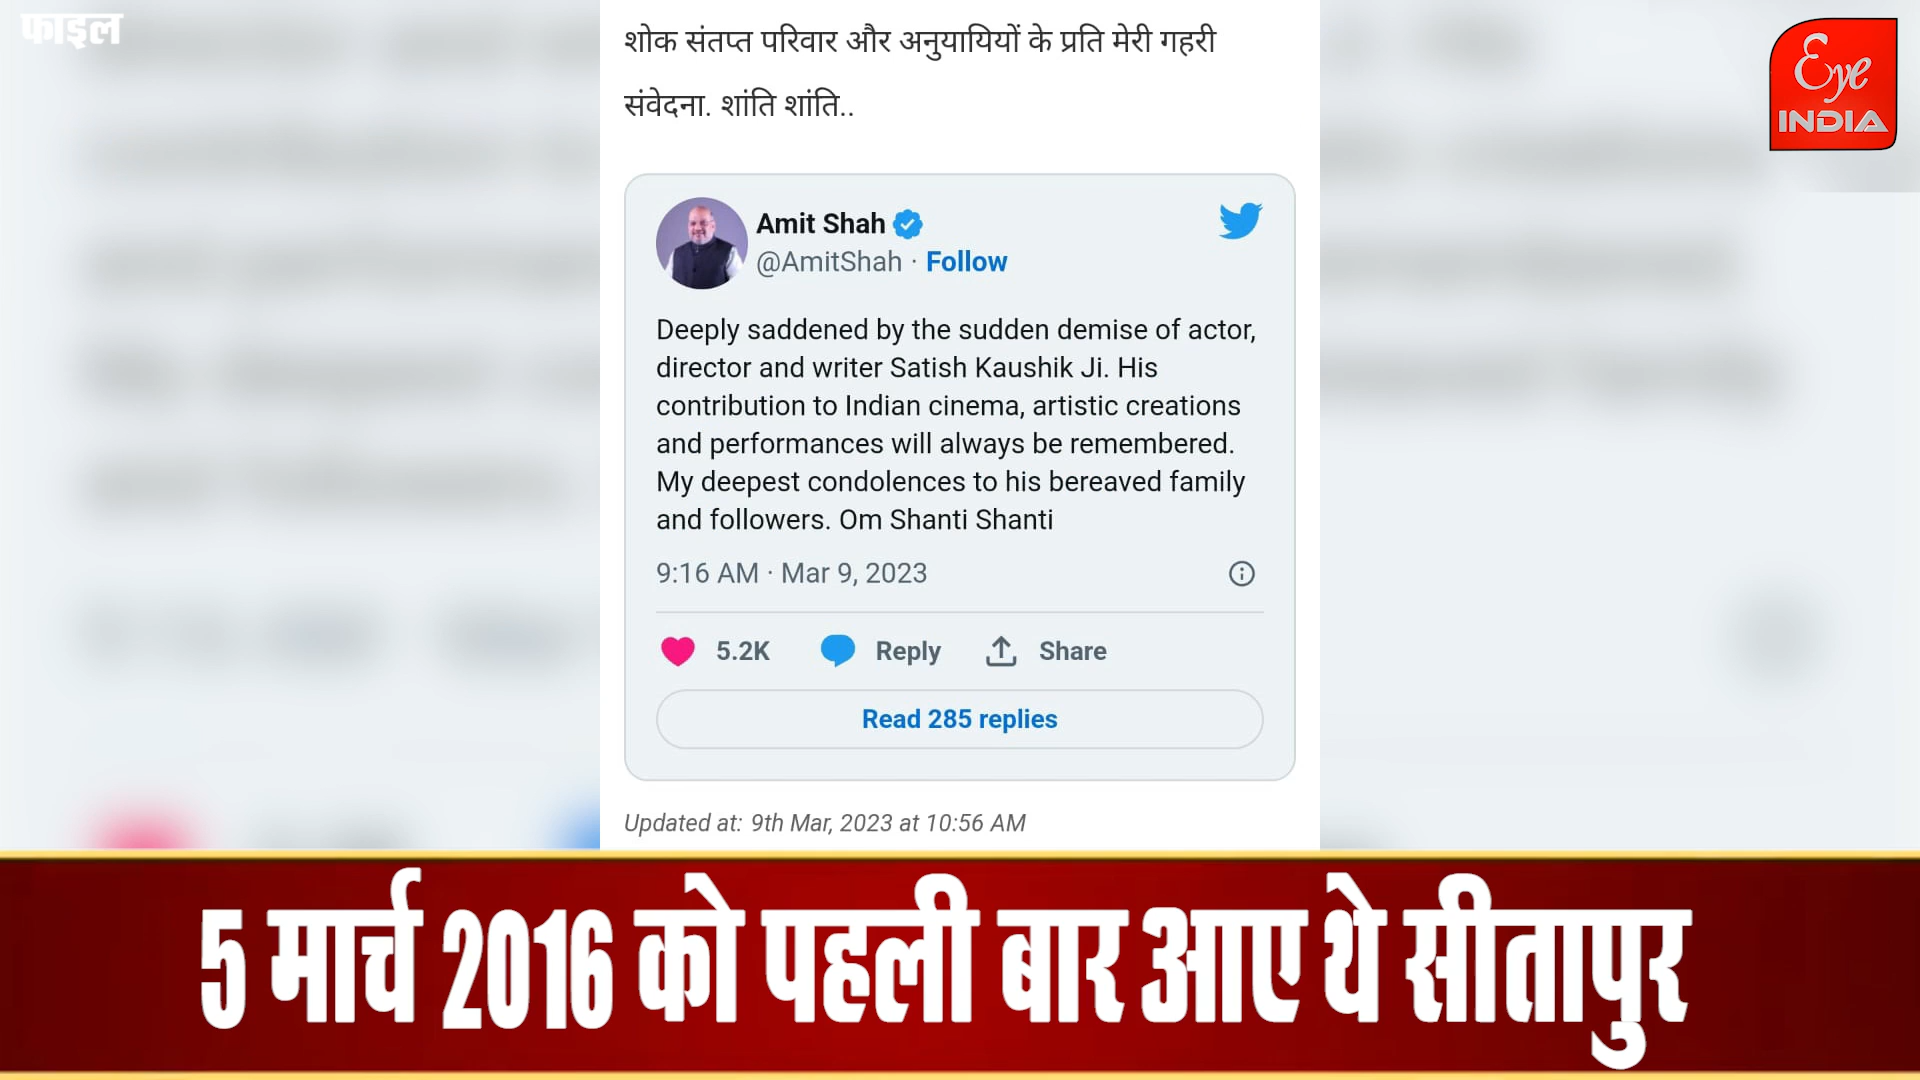 फाइल
शोक संतप्त परिवार और अनुयायियों के प्रति मेरी गहरी
संवेदना. शांति शांति..
Eye
INDIA
Amit Shah
@AmitShah · Follow
Deeply saddened by the sudden demise of actor,
director and writer Satish Kaushik Ji. His
contribution to Indian cinema, artistic creations
and performances will always be remembered.
My deepest condolences to his bereaved family
and followers. Om Shanti Shanti
9:16 AM · Mar 9, 2023
5.2K Reply Share
Read 285 replies
Updated at: 9th Mar, 2023 at 10:56 AM
5 मार्च 2016 को पहली बार आए थे सीतापुर